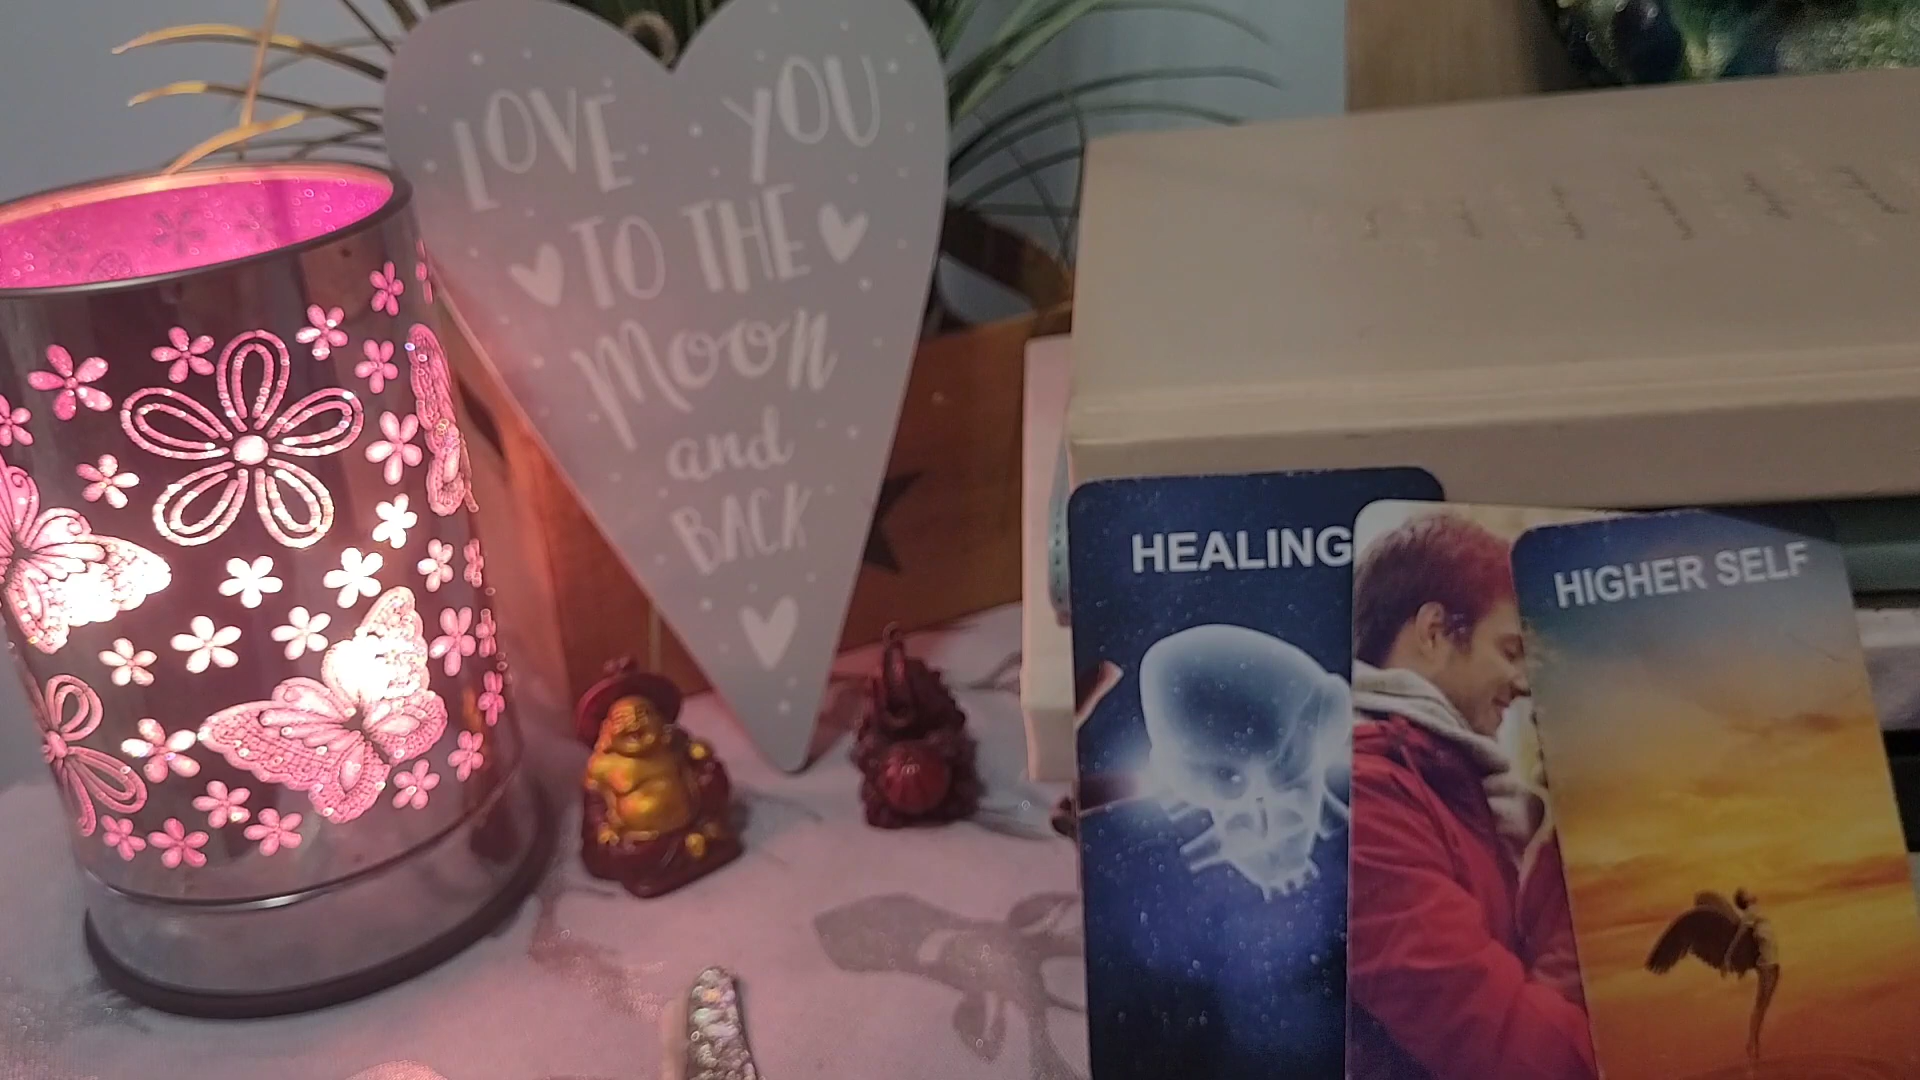 LOVE YOU
TO THE
Moon
and
BACK
HEALING
HIGHER SELF